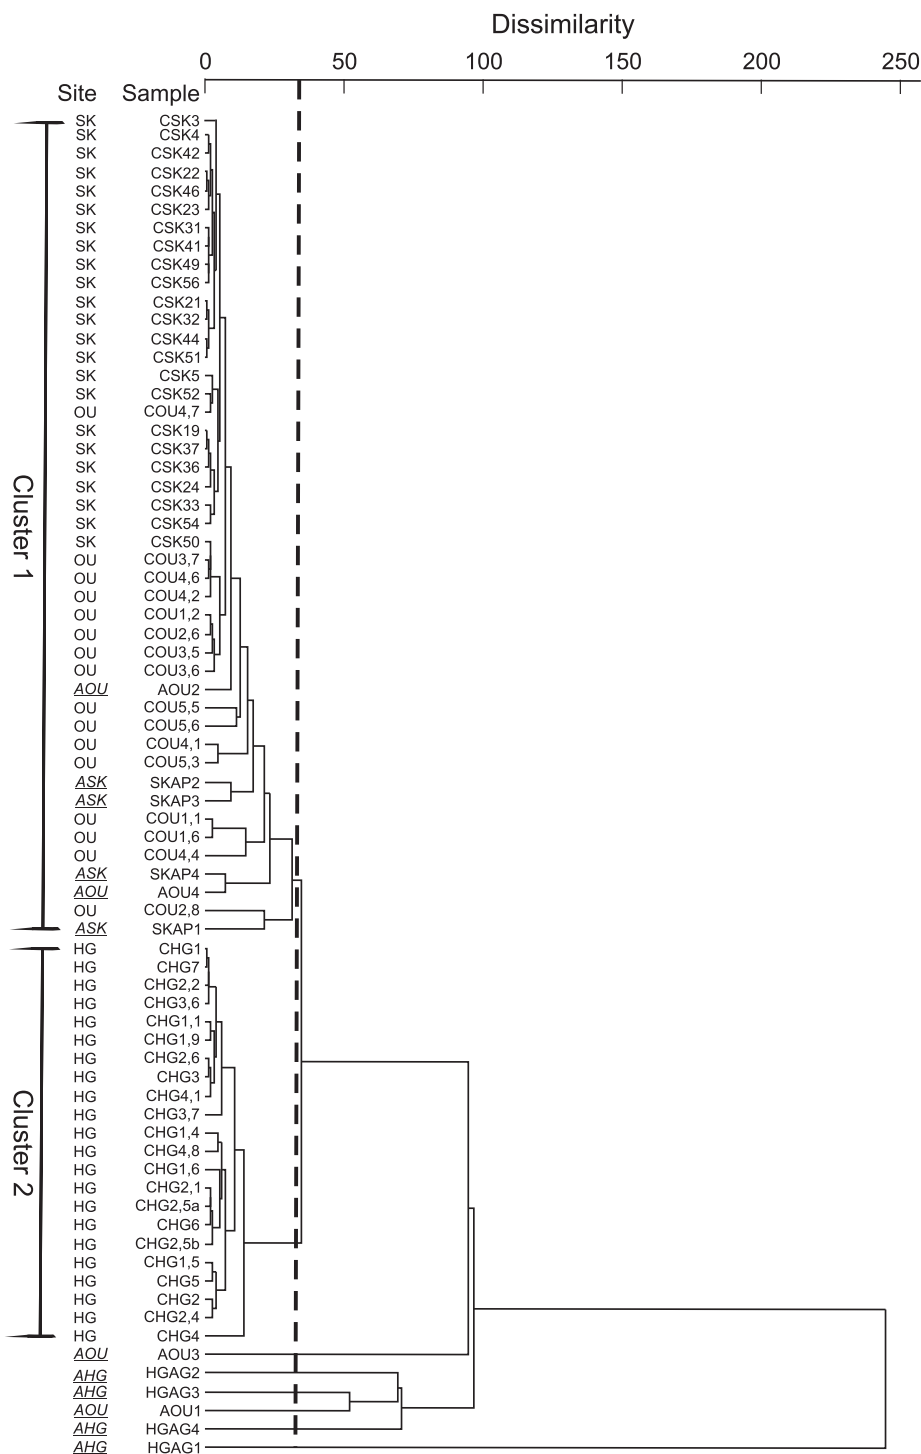 Dissimilarity
0 50 100 150 200 250
Site Sample
SK CSK3
SK CSK4
SK CSK42
SK CSK22
SK CSK46
SK CSK23
SK CSK31
SK CSK41
SK CSK49
SK CSK56
SK CSK21
SK CSK32
SK CSK44
SK CSK51
SK CSK5
SK CSK52
OU COU4,7
SK CSK19
SK CSK37
SK CSK36
SK CSK24
SK CSK33
SK CSK54
SK CSK50
OU COU3,7
OU COU4,6
OU COU4,2
OU COU1,2
OU COU2,6
OU COU3,5
OU COU3,6
AOU AOU2
OU COU5,5
OU COU5,6
OU COU4,1
OU COU5,3
ASK SKAP2
ASK SKAP3
OU COU1,1
OU COU1,6
OU COU4,4
ASK SKAP4
AOU AOU4
OU COU2,8
ASK SKAP1
Cluster 1
HG CHG1
HG CHG7
HG CHG2,2
HG CHG3,6
HG CHG1,1
HG CHG1,9
HG CHG2,6
HG CHG3
HG CHG4,1
HG CHG3,7
HG CHG1,4
HG CHG4,8
HG CHG1,6
HG CHG2,1
HG CHG2,5a
HG CHG6
HG CHG2,5b
HG CHG1,5
HG CHG5
HG CHG2
HG CHG2,4
HG CHG4
Cluster 2
AOU AOU3
AHG HGAG2
AHG HGAG3
AOU AOU1
AHG HGAG4
AHG HGAG1